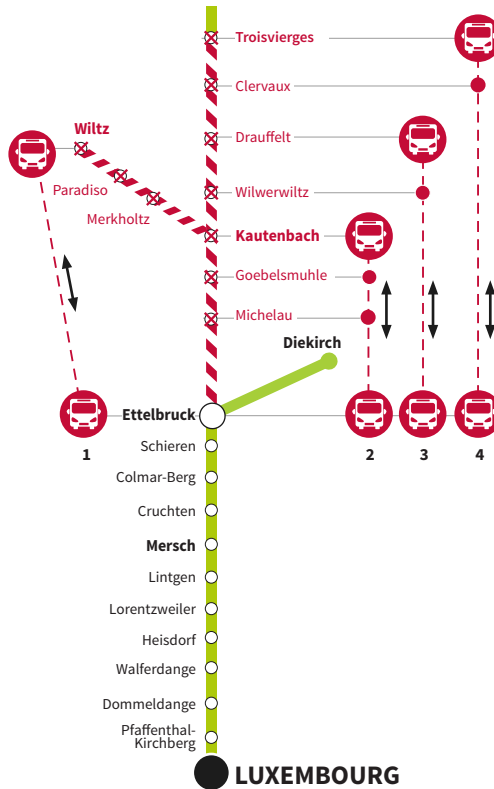 Troisvierges
Clervaux
Drauffelt
Wiltz
Paradiso
Wilwerwiltz
Merkholtz
Kautenbach
Goebelsmuhle
Michelau
Diekirch
Ettelbruck
1
2
3
4
Schieren
Colmar-Berg
Cruchten
Mersch
Lintgen
Lorentzweiler
Heisdorf
Walferdange
Dommeldange
Pfaffenthal-
Kirchberg
LUXEMBOURG